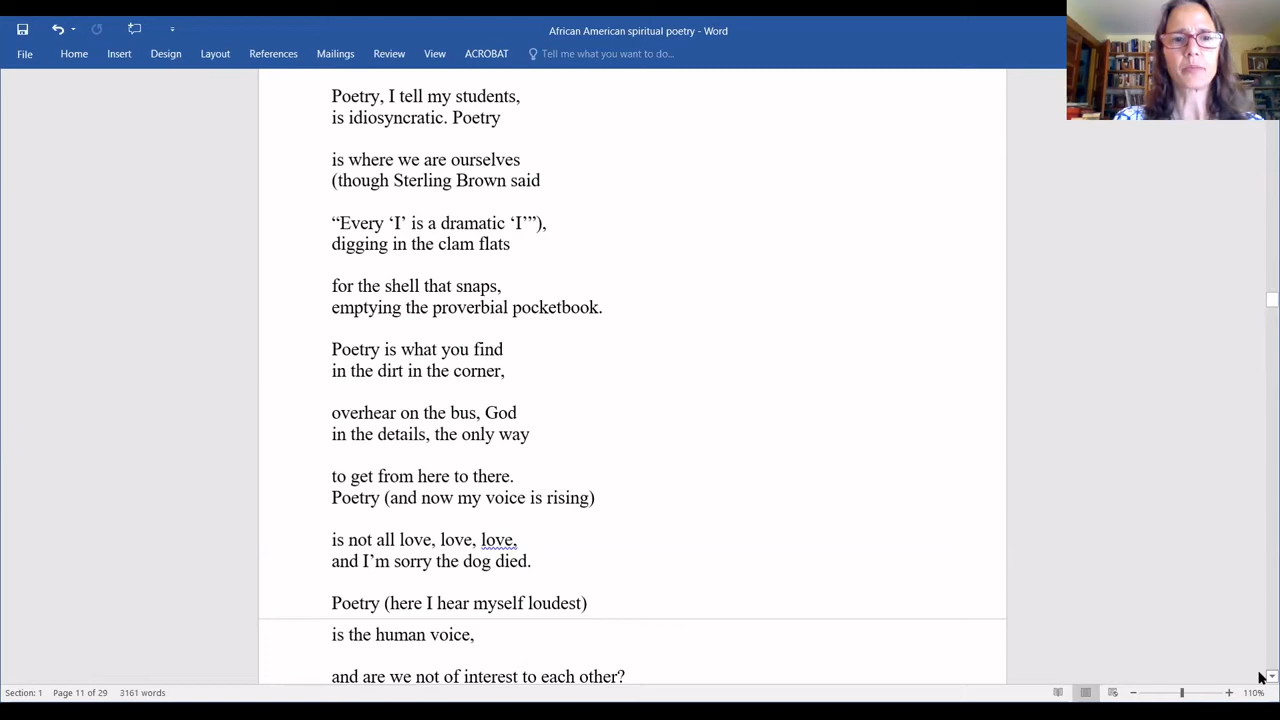 African American spiritual poetry - Word
File Home Insert Design Layout References Mailings Review View ACROBAT Tell me what you want to do...
Poetry, I tell my students,
is idiosyncratic. Poetry
is where we are ourselves
(though Sterling Brown said
“Every ‘I’ is a dramatic ‘I’”),
digging in the clam flats
for the shell that snaps,
emptying the proverbial pocketbook.
Poetry is what you find
in the dirt in the corner,
overhear on the bus, God
in the details, the only way
to get from here to there.
Poetry (and now my voice is rising)
is not all love, love, love,
and I’m sorry the dog died.
Poetry (here I hear myself loudest)
is the human voice,
and are we not of interest to each other?
Section: 1 Page 11 of 29 3161 words 110%